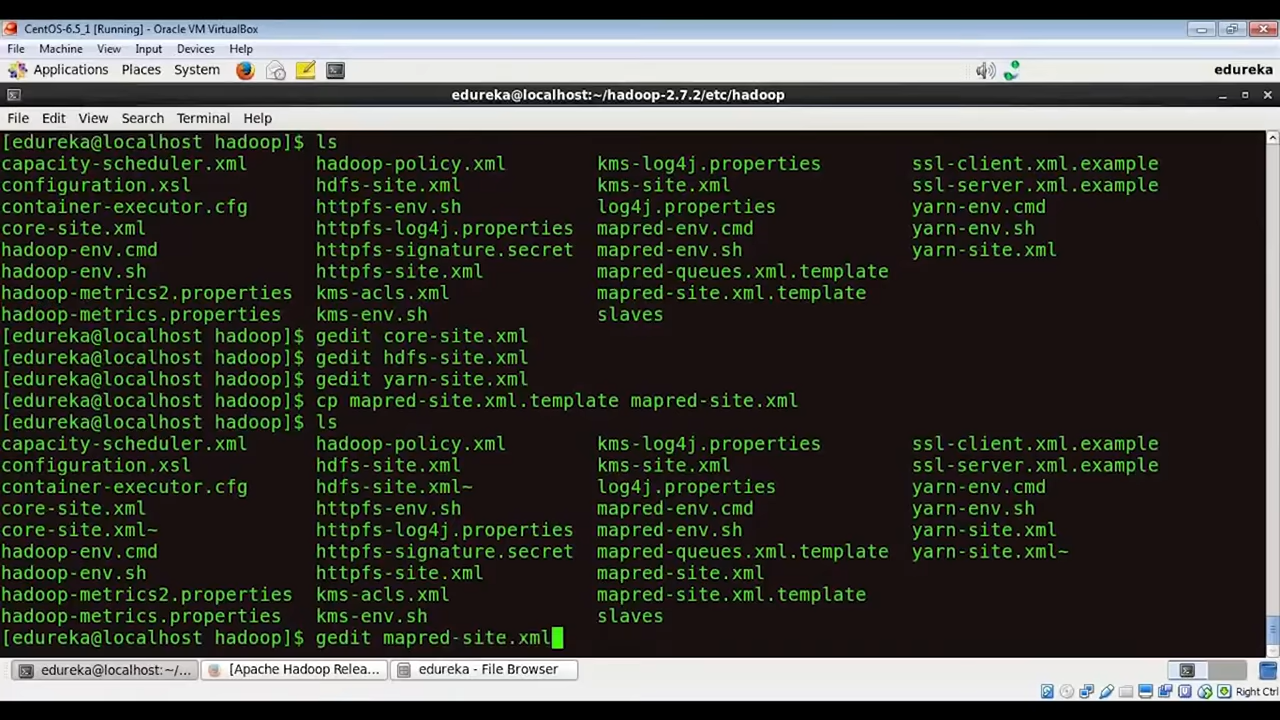 CentOS-6.5_1 [Running] - Oracle VM VirtualBox
File Machine View Input Devices Help
Applications Places System edureka
edureka@localhost:~/hadoop-2.7.2/etc/hadoop
File Edit View Search Terminal Help
[edureka@localhost hadoop]$ ls
capacity-scheduler.xml hadoop-policy.xml kms-log4j.properties ssl-client.xml.example
configuration.xsl hdfs-site.xml kms-site.xml ssl-server.xml.example
container-executor.cfg httpfs-env.sh log4j.properties yarn-env.cmd
core-site.xml httpfs-log4j.properties mapred-env.cmd yarn-env.sh
hadoop-env.cmd httpfs-signature.secret mapred-env.sh yarn-site.xml
hadoop-env.sh httpfs-site.xml mapred-queues.xml.template
hadoop-metrics2.properties kms-acls.xml mapred-site.xml.template
hadoop-metrics.properties kms-env.sh slaves
[edureka@localhost hadoop]$ gedit core-site.xml
[edureka@localhost hadoop]$ gedit hdfs-site.xml
[edureka@localhost hadoop]$ gedit yarn-site.xml
[edureka@localhost hadoop]$ cp mapred-site.xml.template mapred-site.xml
[edureka@localhost hadoop]$ ls
capacity-scheduler.xml hadoop-policy.xml kms-log4j.properties ssl-client.xml.example
configuration.xsl hdfs-site.xml kms-site.xml ssl-server.xml.example
container-executor.cfg hdfs-site.xml~ log4j.properties yarn-env.cmd
core-site.xml httpfs-env.sh mapred-env.cmd yarn-env.sh
core-site.xml~ httpfs-log4j.properties mapred-env.sh yarn-site.xml
hadoop-env.cmd httpfs-signature.secret mapred-queues.xml.template yarn-site.xml~
hadoop-env.sh httpfs-site.xml mapred-site.xml
hadoop-metrics2.properties kms-acls.xml mapred-site.xml.template
hadoop-metrics.properties kms-env.sh slaves
[edureka@localhost hadoop]$ gedit mapred-site.xml
edureka@localhost:~/... [Apache Hadoop Relea... edureka - File Browser
Right Ctrl